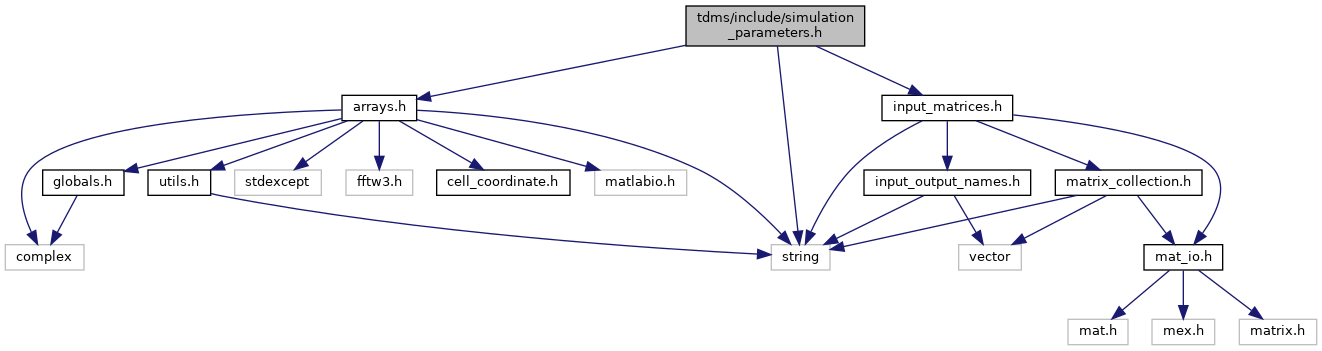 tdms/include/simulation
_parameters.h
arrays.h
input_matrices.h
globals.h
utils.h
stdexcept
fftw3.h
cell_coordinate.h
matlabio.h
input_output_names.h
matrix_collection.h
complex
string
vector
mat_io.h
mat.h
mex.h
matrix.h